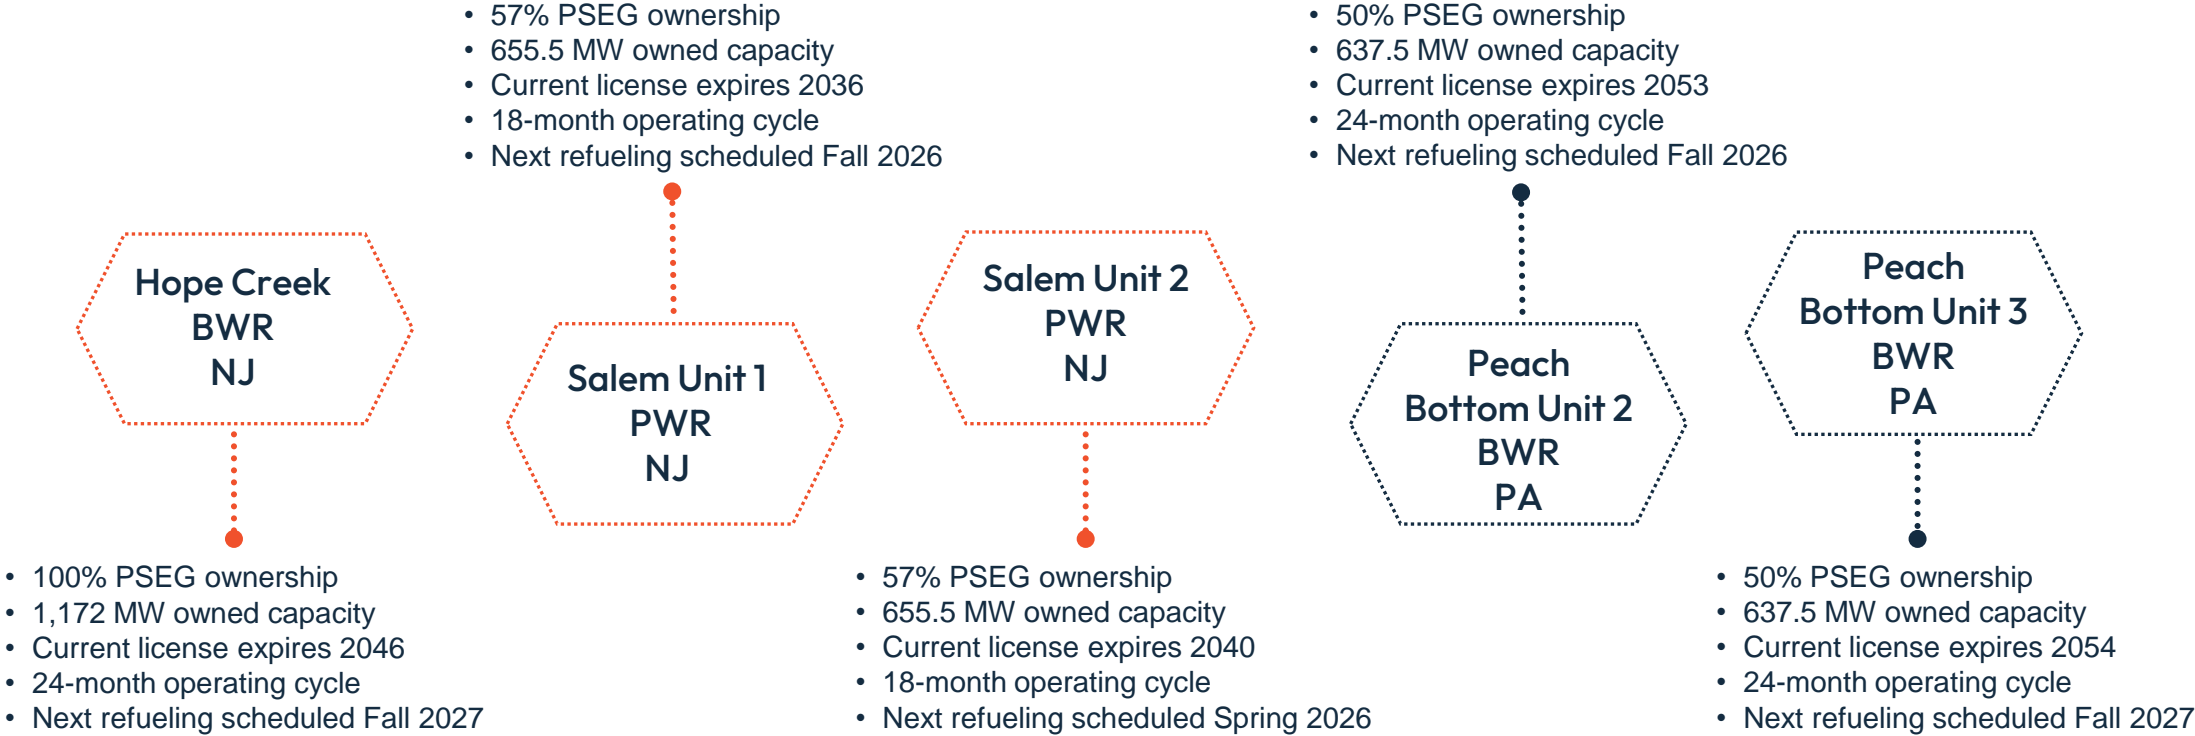 • 57% PSEG ownership
• 655.5 MW owned capacity
• Current license expires 2036
• 18-month operating cycle
• Next refueling scheduled Fall 2026
• 50% PSEG ownership
• 637.5 MW owned capacity
• Current license expires 2053
• 24-month operating cycle
• Next refueling scheduled Fall 2026
Hope Creek
BWR
NJ
Salem Unit 1
PWR
NJ
Salem Unit 2
PWR
NJ
Peach
Bottom Unit 2
BWR
PA
Peach
Bottom Unit 3
BWR
PA
• 100% PSEG ownership
• 1,172 MW owned capacity
• Current license expires 2046
• 24-month operating cycle
• Next refueling scheduled Fall 2027
• 57% PSEG ownership
• 655.5 MW owned capacity
• Current license expires 2040
• 18-month operating cycle
• Next refueling scheduled Spring 2026
• 50% PSEG ownership
• 637.5 MW owned capacity
• Current license expires 2054
• 24-month operating cycle
• Next refueling scheduled Fall 2027